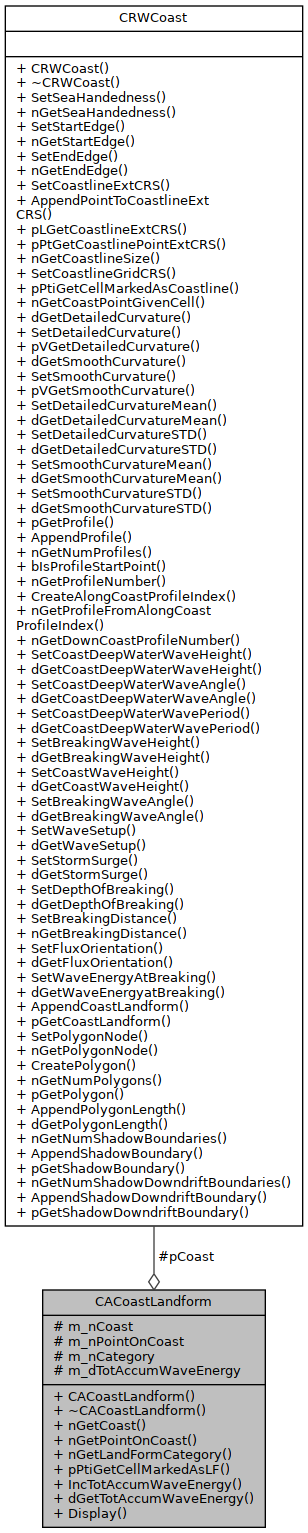 CRWCoast
+ CRWCoast()
+ ~CRWCoast()
+ SetSeaHandedness()
+ nGetSeaHandedness()
+ SetStartEdge()
+ nGetStartEdge()
+ SetEndEdge()
+ nGetEndEdge()
+ SetCoastlineExtCRS()
+ AppendPointToCoastlineExt
CRS()
+ pLGetCoastlineExtCRS()
+ pPtGetCoastlinePointExtCRS()
+ nGetCoastlineSize()
+ SetCoastlineGridCRS()
+ pPtiGetCellMarkedAsCoastline()
+ nGetCoastPointGivenCell()
+ dGetDetailedCurvature()
+ SetDetailedCurvature()
+ pVGetDetailedCurvature()
+ dGetSmoothCurvature()
+ SetSmoothCurvature()
+ pVGetSmoothCurvature()
+ SetDetailedCurvatureMean()
+ dGetDetailedCurvatureMean()
+ SetDetailedCurvatureSTD()
+ dGetDetailedCurvatureSTD()
+ SetSmoothCurvatureMean()
+ dGetSmoothCurvatureMean()
+ SetSmoothCurvatureSTD()
+ dGetSmoothCurvatureSTD()
+ pGetProfile()
+ AppendProfile()
+ nGetNumProfiles()
+ bIsProfileStartPoint()
+ nGetProfileNumber()
+ CreateAlongCoastProfileIndex()
+ nGetProfileFromAlongCoast
ProfileIndex()
+ nGetDownCoastProfileNumber()
+ SetCoastDeepWaterWaveHeight()
+ dGetCoastDeepWaterWaveHeight()
+ SetCoastDeepWaterWaveAngle()
+ dGetCoastDeepWaterWaveAngle()
+ SetCoastDeepWaterWavePeriod()
+ dGetCoastDeepWaterWavePeriod()
+ SetBreakingWaveHeight()
+ dGetBreakingWaveHeight()
+ SetCoastWaveHeight()
+ dGetCoastWaveHeight()
+ SetBreakingWaveAngle()
+ dGetBreakingWaveAngle()
+ SetWaveSetup()
+ dGetWaveSetup()
+ SetStormSurge()
+ dGetStormSurge()
+ SetDepthOfBreaking()
+ dGetDepthOfBreaking()
+ SetBreakingDistance()
+ nGetBreakingDistance()
+ SetFluxOrientation()
+ dGetFluxOrientation()
+ SetWaveEnergyAtBreaking()
+ dGetWaveEnergyatBreaking()
+ AppendCoastLandform()
+ pGetCoastLandform()
+ SetPolygonNode()
+ nGetPolygonNode()
+ CreatePolygon()
+ nGetNumPolygons()
+ pGetPolygon()
+ AppendPolygonLength()
+ dGetPolygonLength()
+ nGetNumShadowBoundaries()
+ AppendShadowBoundary()
+ pGetShadowBoundary()
+ nGetNumShadowDowndriftBoundaries()
+ AppendShadowDowndriftBoundary()
+ pGetShadowDowndriftBoundary()
#pCoast
CACoastLandform
# m_nCoast
# m_nPointOnCoast
# m_nCategory
# m_dTotAccumWaveEnergy
+ CACoastLandform()
+ ~CACoastLandform()
+ nGetCoast()
+ nGetPointOnCoast()
+ nGetLandFormCategory()
+ pPtiGetCellMarkedAsLF()
+ IncTotAccumWaveEnergy()
+ dGetTotAccumWaveEnergy()
+ Display()